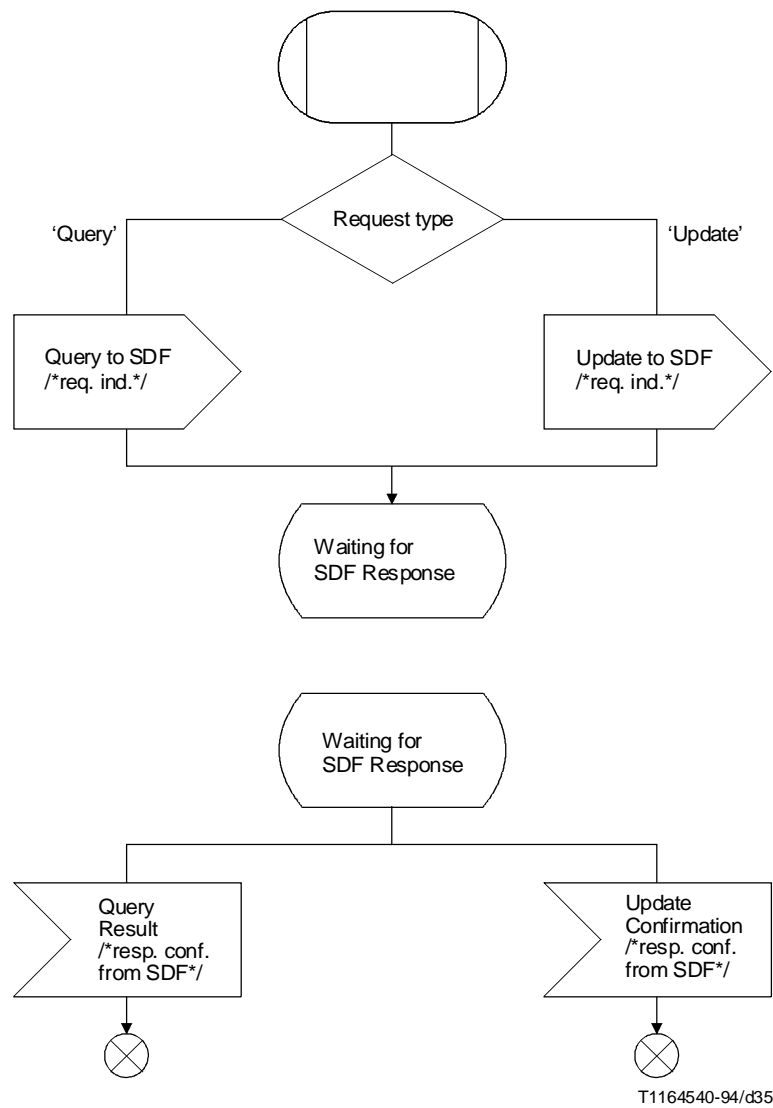 Request type
‘Query’
‘Update’
Query to SDF
/*req. ind.*/
Update to SDF
/*req. ind.*/
Waiting for
SDF Response
Waiting for
SDF Response
Query
Result
/*resp. conf.
from SDF*/
Update
Confirmation
/*resp. conf.
from SDF*/
T1164540-94/d35